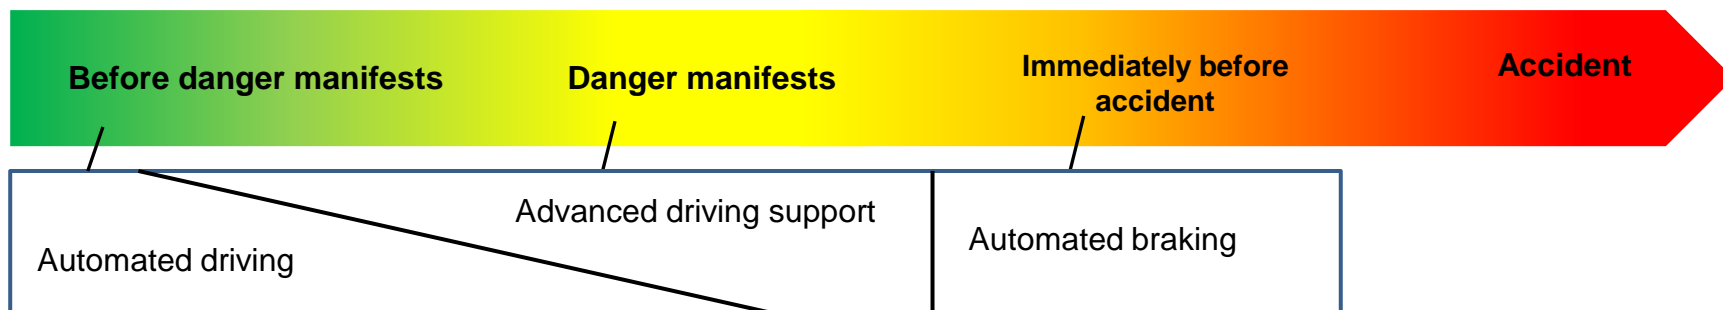 Before danger manifests
Danger manifests
Immediately before
accident
Accident
Advanced driving support
Automated driving
Automated braking